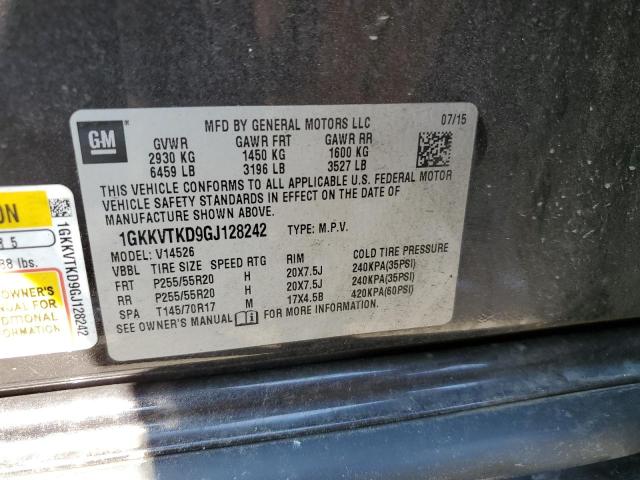 GM
®
MFD BY GENERAL MOTORS LLC 07/15
GVWR GAWR FRT GAWR RR
2930 KG 1450 KG 1600 KG
6459 LB 3196 LB 3527 LB
THIS VEHICLE CONFORMS TO ALL APPLICABLE U.S. FEDERAL MOTOR
VEHICLE SAFETY STANDARDS IN EFFECT ON THE DATE OF
MANUFACTURE SHOWN ABOVE.
1GKKVTKD9GJ128242 TYPE: M.P.V.
MODEL: V14526
VBBL TIRE SIZE SPEED RTG RIM COLD TIRE PRESSURE
FRT P255/55R20 H 20X7.5J 240KPA(35PSI)
RR P255/55R20 H 20X7.5J 240KPA(35PSI)
SPA T145/70R17 M 17X4.5B 420KPA(60PSI)
SEE OWNER'S MANUAL FOR MORE INFORMATION
ON
5
lbs.
OWNER'S
UAL FOR
DITIONAL
RMATION
1GKKVTKD9GJ128242